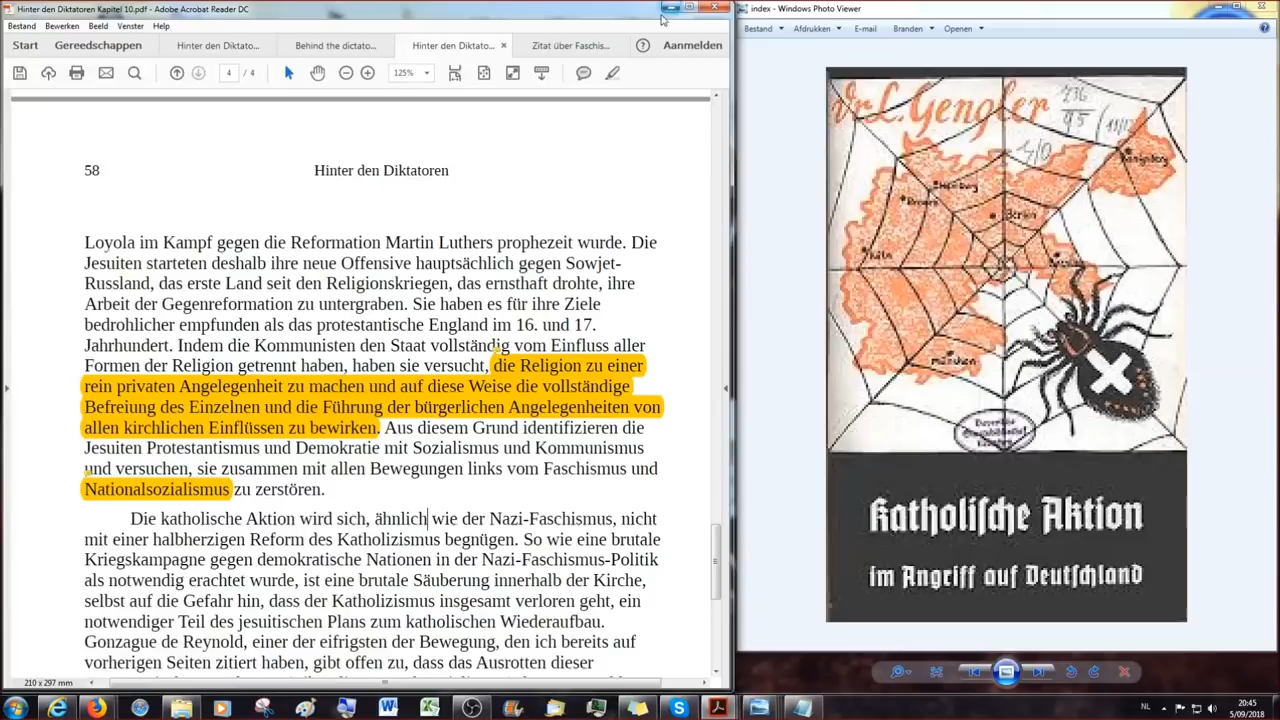 Hinter den Diktatoren Kapitel 10.pdf - Adobe Acrobat Reader DC
Bestand Bewerken Beeld Venster Help
Start Gereedschappen Hinter den Diktato... Behind the dictato... Hinter den Diktato... × Zitat über Faschis... Aanmelden
4 / 4 125%
58 Hinter den Diktatoren
Loyola im Kampf gegen die Reformation Martin Luthers prophezeit wurde. Die
Jesuiten starteten deshalb ihre neue Offensive hauptsächlich gegen Sowjet-
Russland, das erste Land seit den Religionskriegen, das ernsthaft drohte, ihre
Arbeit der Gegenreformation zu untergraben. Sie haben es für ihre Ziele
bedrohlicher empfunden als das protestantische England im 16. und 17.
Jahrhundert. Indem die Kommunisten den Staat vollständig vom Einfluss aller
Formen der Religion getrennt haben, haben sie versucht, die Religion zu einer
rein privaten Angelegenheit zu machen und auf diese Weise die vollständige
Befreiung des Einzelnen und die Führung der bürgerlichen Angelegenheiten von
allen kirchlichen Einflüssen zu bewirken. Aus diesem Grund identifizieren die
Jesuiten Protestantismus und Demokratie mit Sozialismus und Kommunismus
und versuchen, sie zusammen mit allen Bewegungen links vom Faschismus und
Nationalsozialismus zu zerstören.
Die katholische Aktion wird sich, ähnlich wie der Nazi-Faschismus, nicht
mit einer halbherzigen Reform des Katholizismus begnügen. So wie eine brutale
Kriegskampagne gegen demokratische Nationen in der Nazi-Faschismus-Politik
als notwendig erachtet wurde, ist eine brutale Säuberung innerhalb der Kirche,
selbst auf die Gefahr hin, dass der Katholizismus insgesamt verloren geht, ein
notwendiger Teil des jesuitischen Plans zum katholischen Wiederaufbau.
Gonzague de Reynold, einer der eifrigsten der Bewegung, den ich bereits auf
vorherigen Seiten zitiert haben, gibt offen zu, dass das Ausrotten dieser
210 x 297 mm
index - Windows Photo Viewer
Bestand Afdrukken E-mail Branden Openen
Dr L. Gengler
Königsberg
Hamburg
Bremen
Berlin
Köln
München
Katholische Aktion
im Angriff auf Deutschland
NL 20:45
5/09/2018